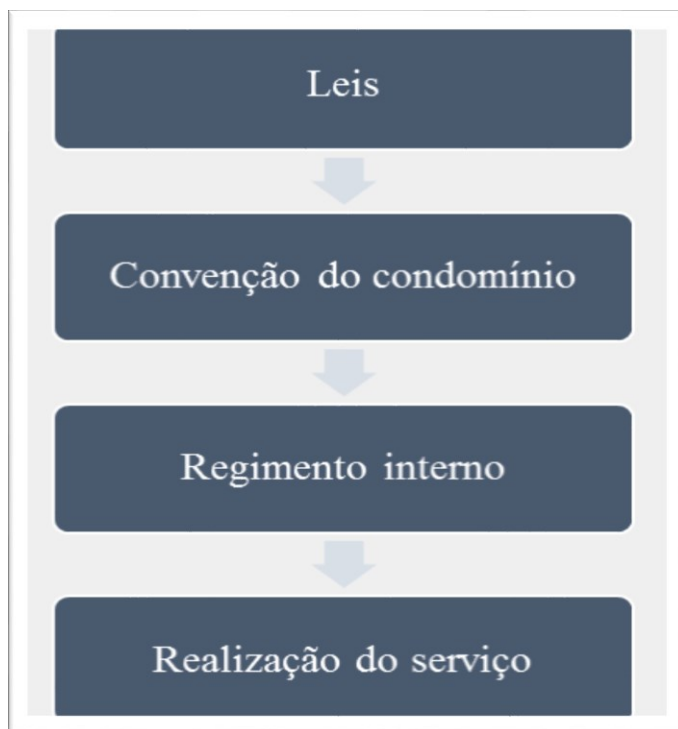 Leis
Convenção do condomínio
Regimento interno
Realização do serviço